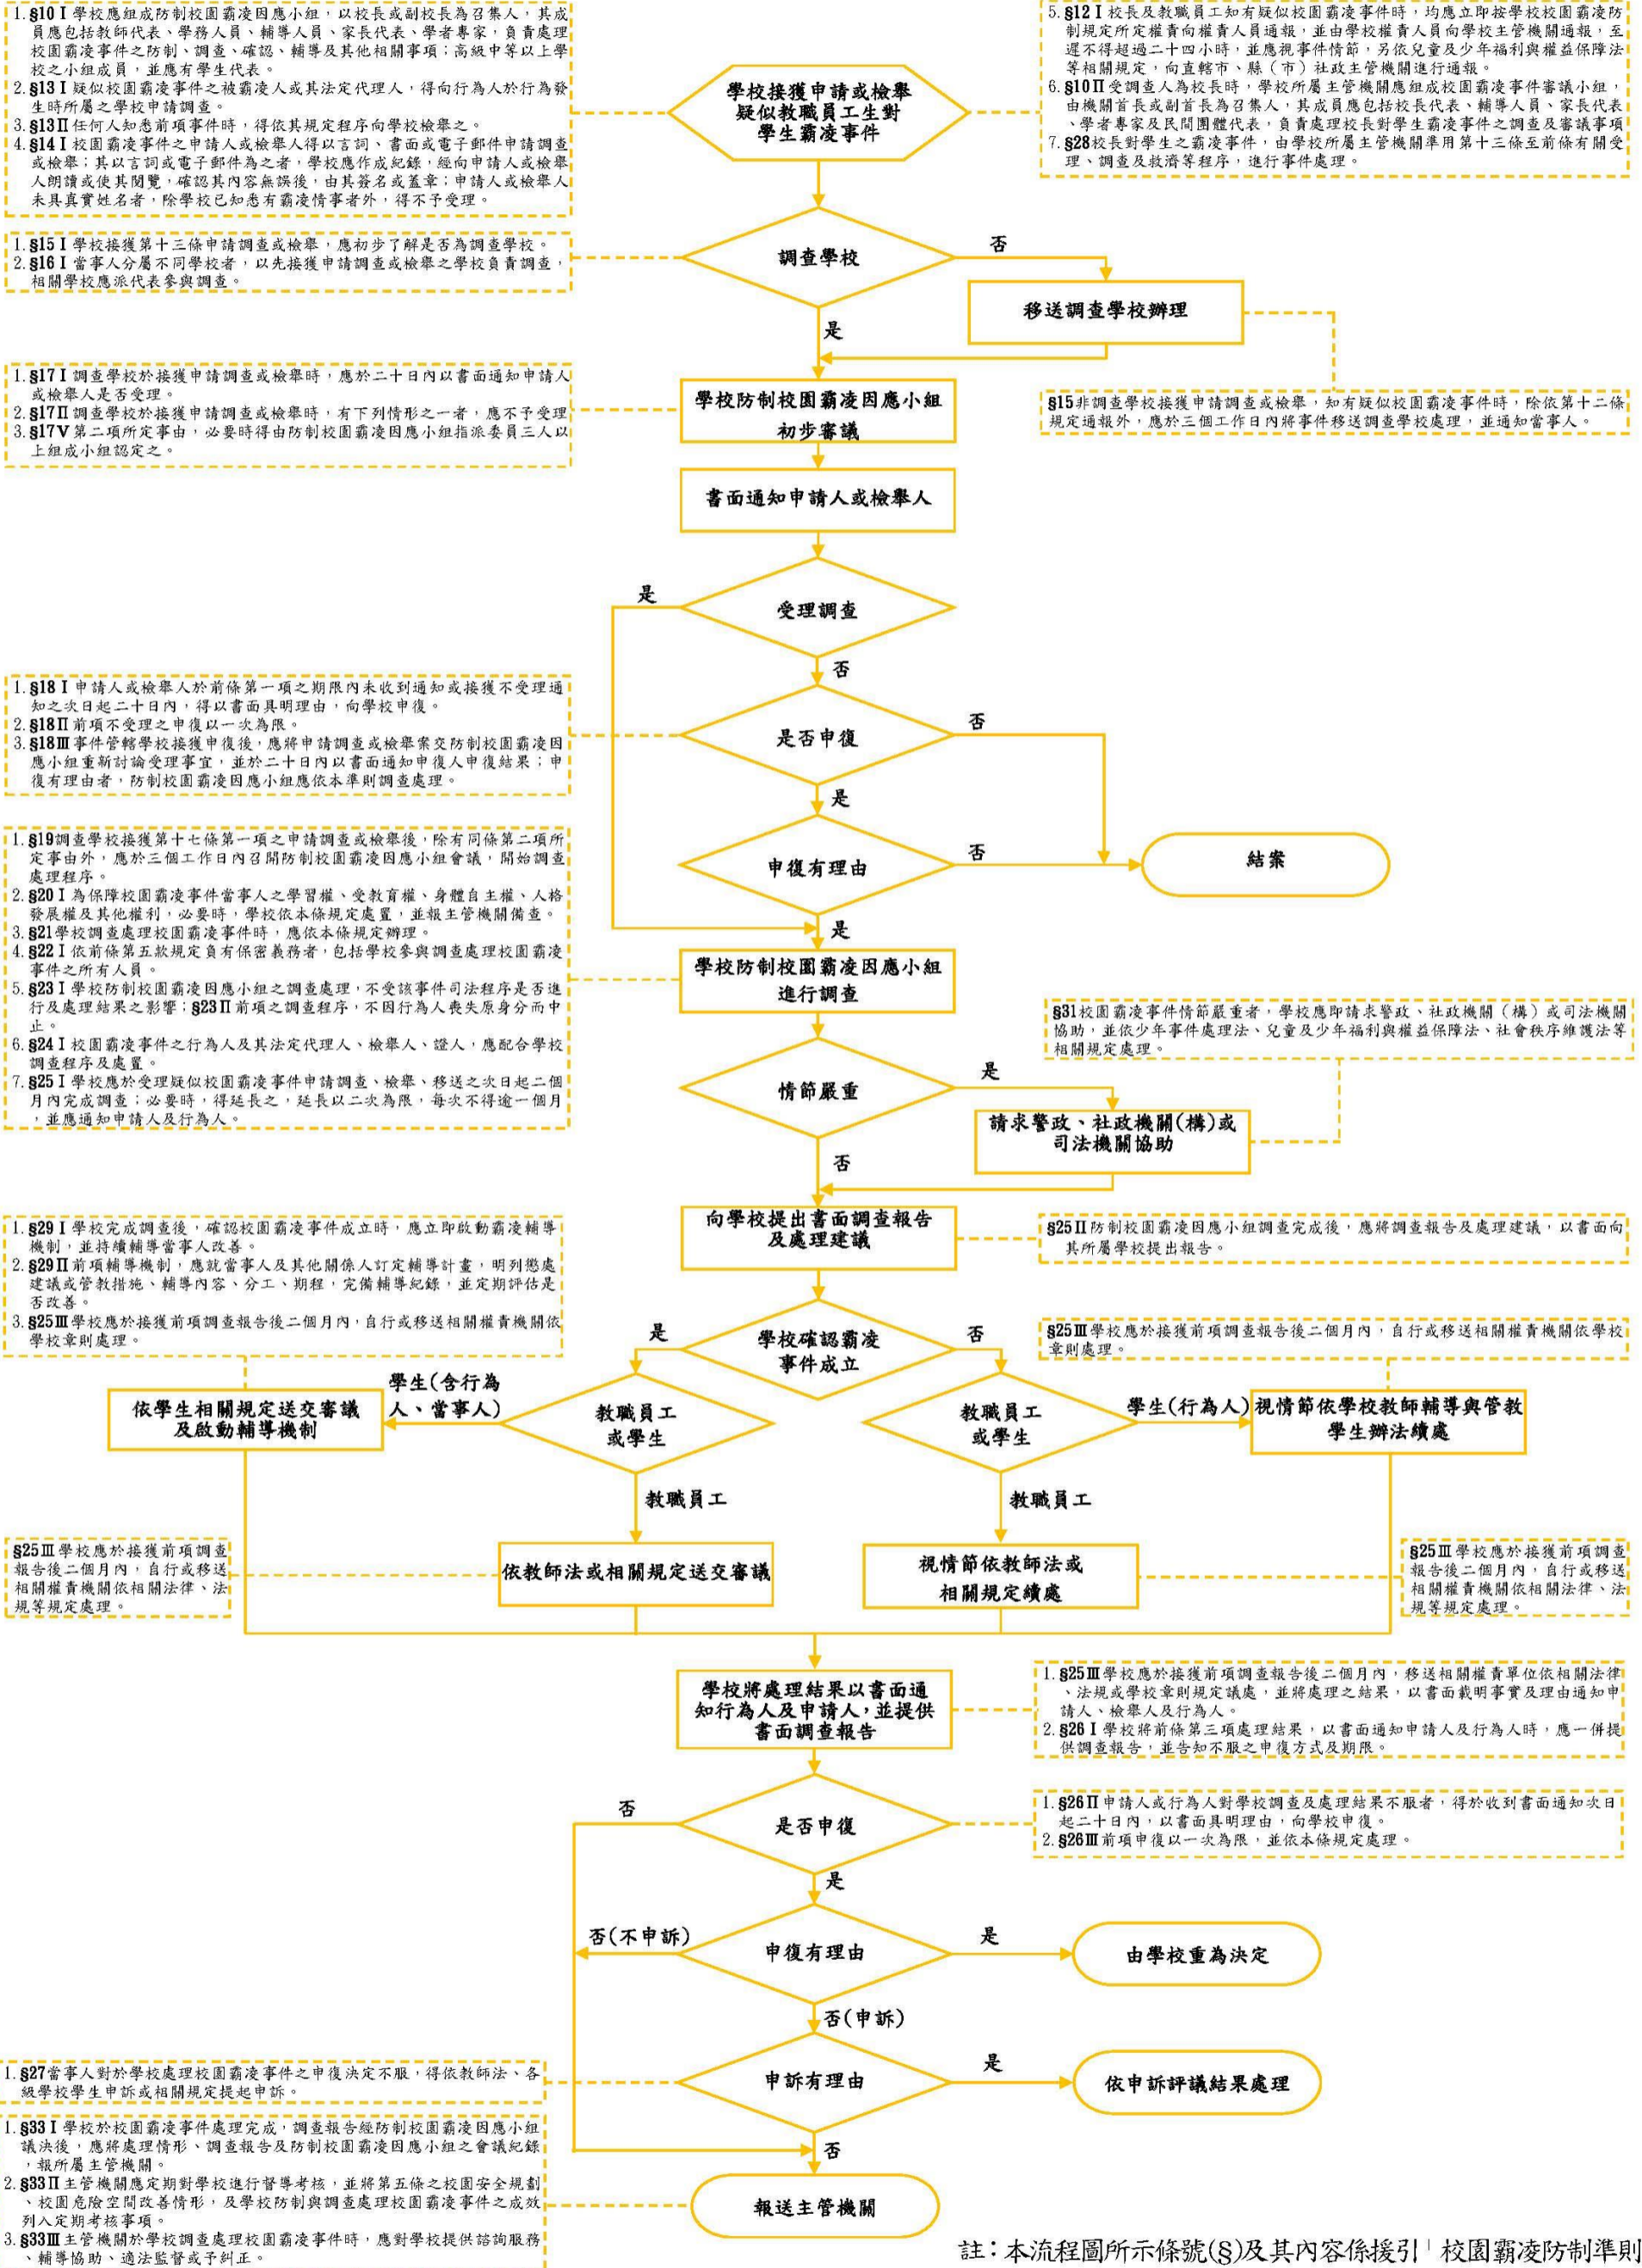 1. §10 I 學校應組成防制校園霸凌因應小組，以校長或副校長為召集人，其成
員應包括教師代表、學務人員、輔導人員、家長代表、學者專家，負責處理
校園霸凌事件之防制、調查、確認、輔導及其他相關事項；高級中等以上學
校之小組成員，並應有學生代表。
2. §13 I 疑似校園霸凌事件之被霸凌人或其法定代理人，得向行為人於行為發
生時所屬之學校申請調查。
3. §13 II 任何人知悉前項事件時，得依其規定程序向學校檢舉之。
4. §14 I 校園霸凌事件之申請人或檢舉人得以言詞、書面或電子郵件申請調查
或檢舉；其以言詞或電子郵件為之者，學校應作成紀錄，經向申請人或檢舉
人朗讀或使其閱覽，確認其內容無誤後，由其簽名或蓋章；申請人或檢舉人
未具真實姓名者，除學校已知悉有霸凌情事者外，得不予受理。
學校接獲申請或檢舉
疑似教職員工生對
學生霸凌事件
5. §12 I 校長及教職員工知有疑似校園霸凌事件時，均應立即按學校校園霸凌防
制規定所定權責向權責人員通報，並由學校權責人員向學校主管機關通報，至
遲不得超過二十四小時，並應視事件情節，另依兒童及少年福利與權益保障法
等相關規定，向直轄市、縣（市）社政主管機關進行通報。
6. §10 II 受調查人為校長時，學校所屬主管機關應組成校園霸凌事件審議小組，
由機關首長或副首長為召集人，其成員應包括校長代表、輔導人員、家長代表
、學者專家及民間團體代表，負責處理校長對學生霸凌事件之調查及審議事項
7. §28校長對學生之霸凌事件，由學校所屬主管機關準用第十三條至前條有關受
理、調查及救濟等程序，進行事件處理。
1. §15 I 學校接獲第十三條申請調查或檢舉，應初步了解是否為調查學校。
2. §16 I 當事人分屬不同學校者，以先接獲申請調查或檢舉之學校負責調查，
相關學校應派代表參與調查。
調查學校
否
移送調查學校辦理
是
1. §17 I 調查學校於接獲申請調查或檢舉時，應於二十日內以書面通知申請人
或檢舉人是否受理。
2. §17 II 調查學校於接獲申請調查或檢舉時，有下列情形之一者，應不予受理
3. §17 V 第二項所定事由，必要時得由防制校園霸凌因應小組指派委員三人以
上組成小組認定之。
學校防制校園霸凌因應小組
初步審議
§15非調查學校接獲申請調查或檢舉，知有疑似校園霸凌事件時，除依第十二條
規定通報外，應於三個工作日內將事件移送調查學校處理，並通知當事人。
書面通知申請人或檢舉人
受理調查
是
否
1. §18 I 申請人或檢舉人於前條第一項之期限內未收到通知或接獲不受理通
知之次日起二十日內，得以書面具明理由，向學校申復。
2. §18 II 前項不受理之申復以一次為限。
3. §18 III 事件管轄學校接獲申復後，應將申請調查或檢舉案交防制校園霸凌因
應小組重新討論受理事宜，並於二十日內以書面通知申復人申復結果；申
復有理由者，防制校園霸凌因應小組應依本準則調查處理。
是否申復
否
是
申復有理由
否
結案
是
1. §19調查學校接獲第十七條第一項之申請調查或檢舉後，除有同條第二項所
定事由外，應於三個工作日內召開防制校園霸凌因應小組會議，開始調查
處理程序。
2. §20 I 為保障校園霸凌事件當事人之學習權、受教育權、身體自主權、人格
發展權及其他權利，必要時，學校依本條規定處置，並報主管機關備查。
3. §21學校調查處理校園霸凌事件時，應依本條規定辦理。
4. §22 I 依前條第五款規定負有保密義務者，包括學校參與調查處理校園霸凌
事件之所有人員。
5. §23 I 學校防制校園霸凌因應小組之調查處理，不受該事件司法程序是否進
行及處理結果之影響；§23 II 前項之調查程序，不因行為人喪失原身分而中
止。
6. §24 I 校園霸凌事件之行為人及其法定代理人、檢舉人、證人，應配合學校
調查程序及處置。
7. §25 I 學校應於受理疑似校園霸凌事件申請調查、檢舉、移送之次日起二個
月內完成調查；必要時，得延長之，延長以二次為限，每次不得逾一個月
，並應通知申請人及行為人。
學校防制校園霸凌因應小組
進行調查
§31校園霸凌事件情節嚴重者，學校應即請求警政、社政機關（構）或司法機關
協助，並依少年事件處理法、兒童及少年福利與權益保障法、社會秩序維護法等
相關規定處理。
情節嚴重
是
請求警政、社政機關(構)或
司法機關協助
否
1. §29 I 學校完成調查後，確認校園霸凌事件成立時，應立即啟動霸凌輔導
機制，並持續輔導當事人改善。
2. §29 II 前項輔導機制，應就當事人及其他關係人訂定輔導計畫，明列懲處
建議或管教措施、輔導內容、分工、期程，完備輔導紀錄，並定期評估是
否改善。
3. §25 III 學校應於接獲前項調查報告後二個月內，自行或移送相關權責機關依
學校章則處理。
向學校提出書面調查報告
及處理建議
§25 II 防制校園霸凌因應小組調查完成後，應將調查報告及處理建議，以書面向
其所屬學校提出報告。
學校確認霸凌
事件成立
是
否
§25 III 學校應於接獲前項調查報告後二個月內，自行或移送相關權責機關依學校
章則處理。
依學生相關規定送交審議
及啟動輔導機制
學生(含行為
人、當事人)
教職員工
或學生
教職員工
或學生
學生(行為人)
視情節依學校教師輔導與管教
學生辦法續處
教職員工
教職員工
§25 III 學校應於接獲前項調查
報告後二個月內，自行或移送
相關權責機關依相關法律、法
規等規定處理。
依教師法或相關規定送交審議
視情節依教師法或
相關規定續處
§25 III 學校應於接獲前項調查
報告後二個月內，自行或移送
相關權責機關依相關法律、法
規等規定處理。
學校將處理結果以書面通
知行為人及申請人，並提供
書面調查報告
1. §25 III 學校應於接獲前項調查報告後二個月內，移送相關權責單位依相關法律
、法規或學校章則規定議處，並將處理之結果，以書面載明事實及理由通知申
請人、檢舉人及行為人。
2. §26 I 學校將前條第三項處理結果，以書面通知申請人及行為人時，應一併提
供調查報告，並告知不服之申復方式及期限。
是否申復
否
是
1. §26 II 申請人或行為人對學校調查及處理結果不服者，得於收到書面通知次日
起二十日內，以書面具明理由，向學校申復。
2. §26 III 前項申復以一次為限，並依本條規定處理。
否(不申訴)
申復有理由
是
由學校重為決定
否(申訴)
1. §27當事人對於學校處理校園霸凌事件之申復決定不服，得依教師法、各
級學校學生申訴或相關規定提起申訴。
申訴有理由
是
依申訴評議結果處理
否
1. §33 I 學校於校園霸凌事件處理完成，調查報告經防制校園霸凌因應小組
議決後，應將處理情形、調查報告及防制校園霸凌因應小組之會議紀錄
，報所屬主管機關。
2. §33 II 主管機關應定期對學校進行督導考核，並將第五條之校園安全規劃
、校園危險空間改善情形，及學校防制與調查處理校園霸凌事件之成效
列入定期考核事項。
3. §33 III 主管機關於學校調查處理校園霸凌事件時，應對學校提供諮詢服務
、輔導協助、適法監督或予糾正。
報送主管機關
註：本流程圖所示條號(§)及其內容係援引「校園霸凌防制準則